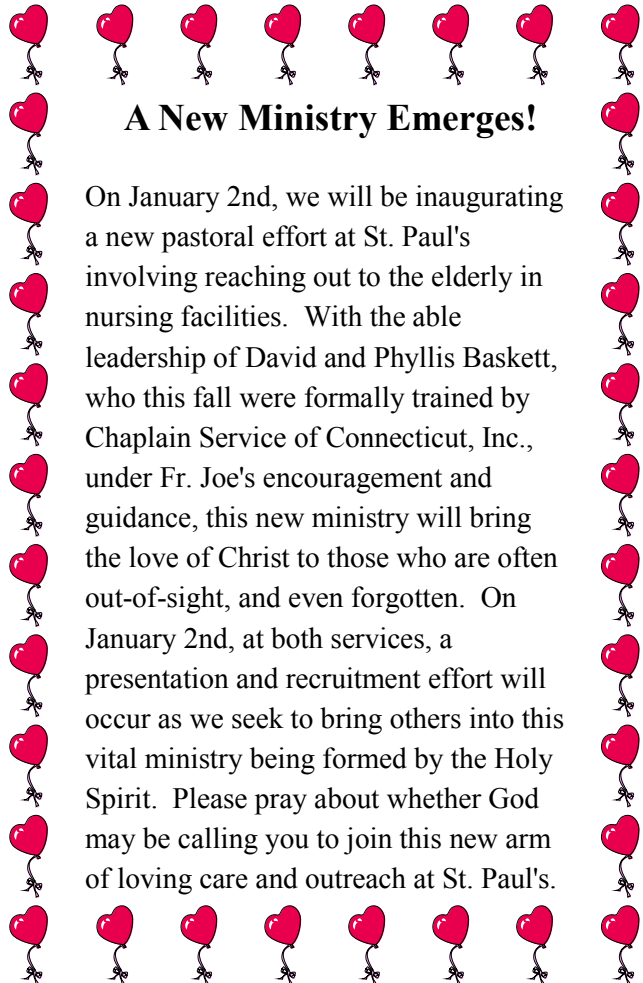 A New Ministry Emerges!
On January 2nd, we will be inaugurating
a new pastoral effort at St. Paul's
involving reaching out to the elderly in
nursing facilities.  With the able
leadership of David and Phyllis Baskett,
who this fall were formally trained by
Chaplain Service of Connecticut, Inc.,
under Fr. Joe's encouragement and
guidance, this new ministry will bring
the love of Christ to those who are often
out-of-sight, and even forgotten.  On
January 2nd, at both services, a
presentation and recruitment effort will
occur as we seek to bring others into this
vital ministry being formed by the Holy
Spirit.  Please pray about whether God
may be calling you to join this new arm
of loving care and outreach at St. Paul's.